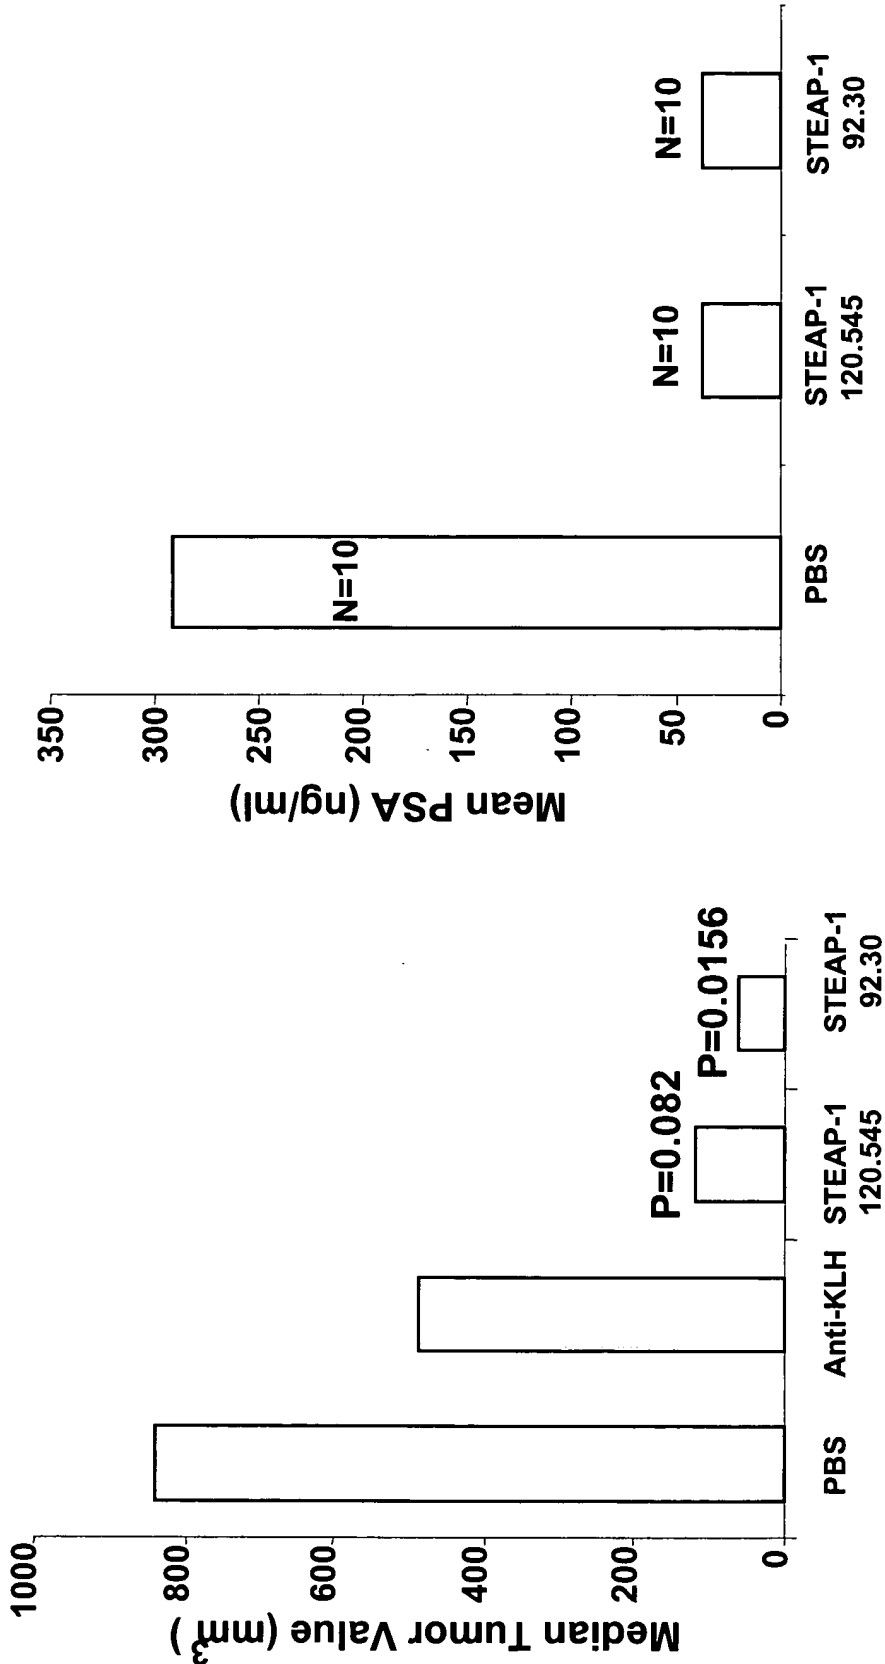 Median Tumor Value (mm³)
1000
800
600
400
200
0
P=0.082
P=0.0156
PBS
Anti-KLH
STEAP-1
120.545
STEAP-1
92.30
Mean PSA (ng/ml)
350
300
250
200
150
100
50
0
N=10
N=10
N=10
PBS
STEAP-1
120.545
STEAP-1
92.30